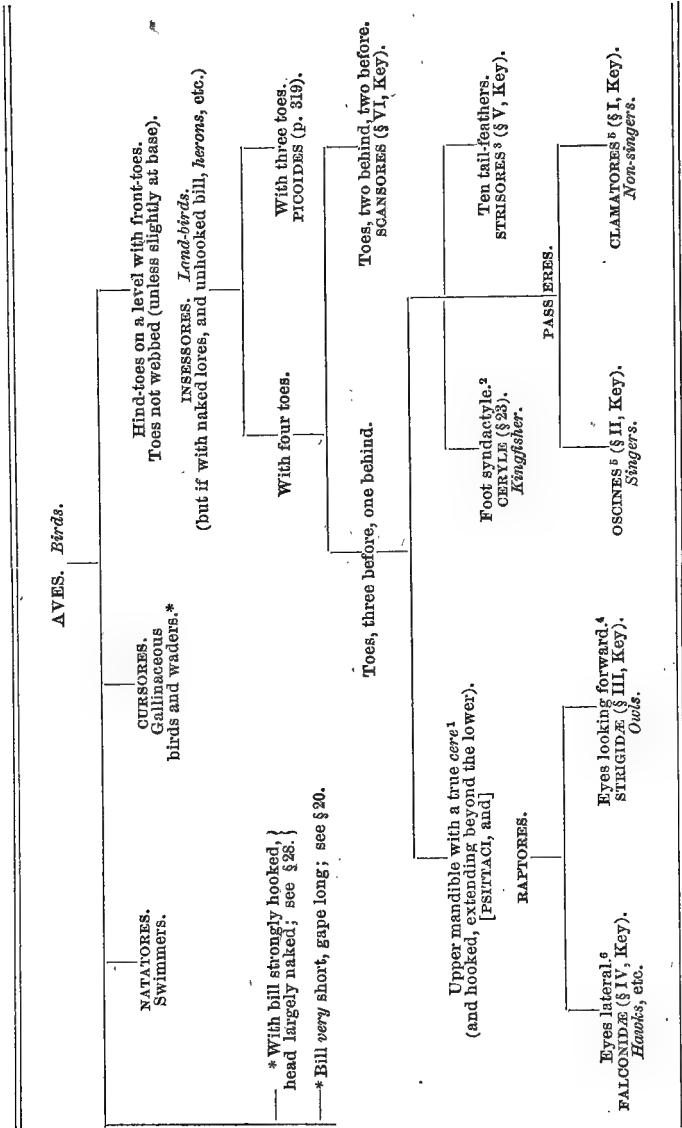 AVES. Birds.
NATATORES.
Swimmers.
CURSORES.
Gallinaceous
birds and waders.*
Hind-toes on a level with front-toes.
Toes not webbed (unless slightly at base).
INSESSORES. Land-birds.
(but if with naked lores, and unhooked bill, herons, etc.)
* With bill strongly hooked, }
head largely naked; see § 28. }
* Bill very short, gape long; see § 20.
With four toes.
With three toes.
PICOIDES (p. 319).
Toes, three before, one behind.
Toes, two behind, two before.
SCANSORES (§ VI, Key).
Upper mandible with a true cere¹
(and hooked, extending beyond the lower).
[PSITTACI, and]
RAPTORES.
Foot syndactyle.²
CERYLE (§ 23).
Kingfisher.
Ten tail-feathers.
STRISORES³ (§ V, Key).
PASSERES.
Eyes lateral.⁶
FALCONIDÆ (§ IV, Key).
Hawks, etc.
Eyes looking forward.⁴
STRIGIDÆ (§ III, Key).
Owls.
OSCINES⁵ (§ II, Key).
Singers.
CLAMATORES⁵ (§ I, Key).
Non-singers.